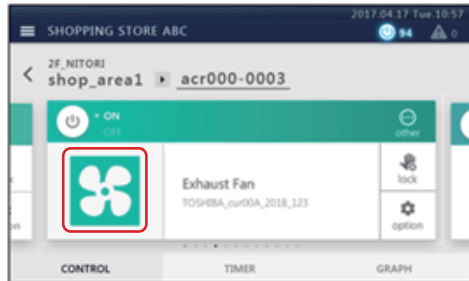 2017.04.17 Tue.10:57
SHOPPING STORE ABC
94
0
2F_NITORI
shop_area1
acr000-0003
ON
OFF
other
Exhaust Fan
TOSHIBA_cur00A_2018_123
lock
option
CONTROL
TIMER
GRAPH